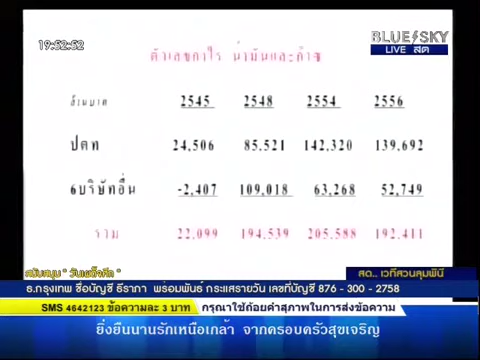 19:52:52
BLUE SKY
LIVE สด
ตัวเลขกำไร น้ำมันและก๊าซ
ล้านบาท 2545 2548 2554 2556
ปตท 24,506 85,521 142,320 139,692
6บริษัทอื่น -2,407 109,018 63,268 52,749
รวม 22,099 194,539 205,588 192,411
สนับสนุน " วันเผด็จศึก "
สด.. เวทีสวนลุมพินี
ธ.กรุงเทพ ชื่อบัญชี ธีราภา พร้อมพันธุ์ กระแสรายวัน เลขที่บัญชี 876 - 300 - 2758
SMS 4642123 ข้อความละ 3 บาท กรุณาใช้ถ้อยคำสุภาพในการส่งข้อความ
ยิ่งยืนนานรักเหนือเกล้า จากครอบครัวสุขเจริญ